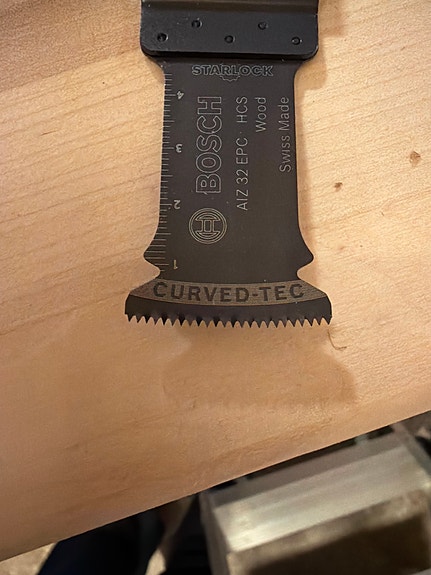 STARLOCK
BOSCH
AIZ 32 EPC HCS
Wood
Swiss Made
4
3
2
1
CURVED-TEC